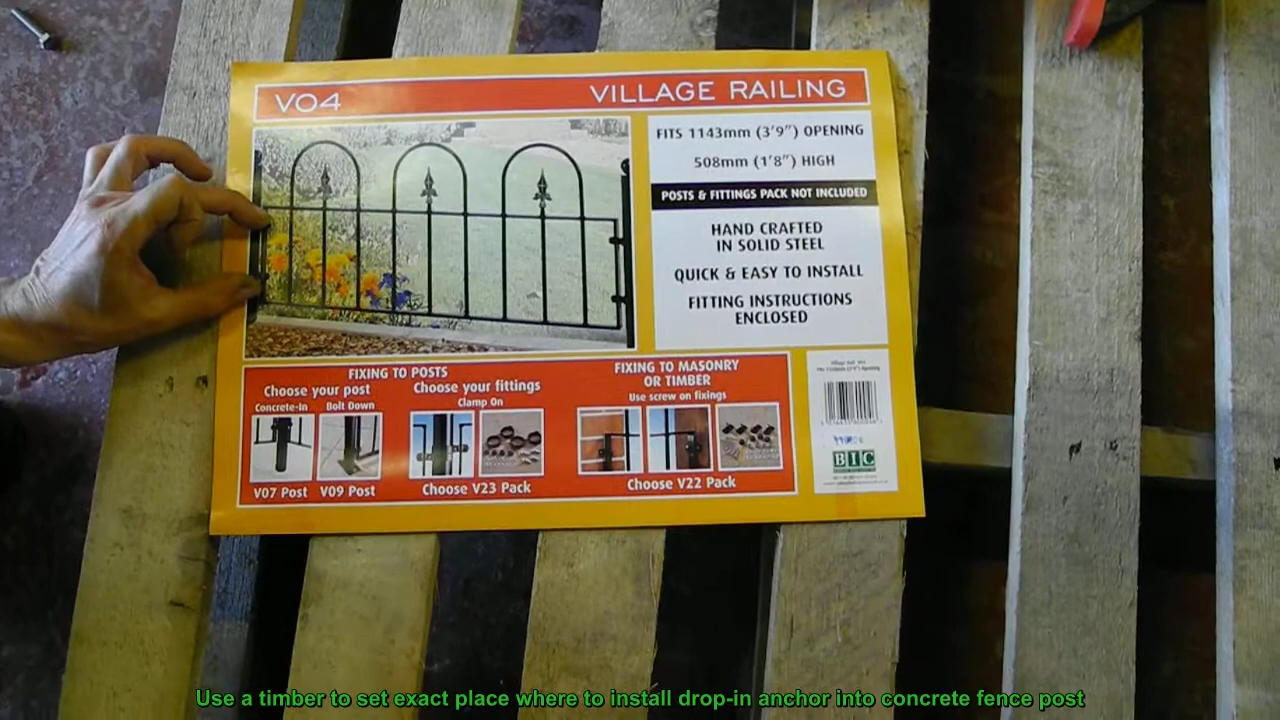 VO4
VILLAGE RAILING
FITS 1143mm (3'9") OPENING
508mm (1'8") HIGH
POSTS & FITTINGS PACK NOT INCLUDED
HAND CRAFTED
IN SOLID STEEL
QUICK & EASY TO INSTALL
FITTING INSTRUCTIONS
ENCLOSED
FIXING TO POSTS
Choose your post
Concrete-In
Bolt Down
V07 Post
V09 Post
Choose your fittings
Clamp On
Choose V23 Pack
FIXING TO MASONRY
OR TIMBER
Use screw on fixings
Choose V22 Pack
BIC
Use a timber to set exact place where to install drop-in anchor into concrete fence post